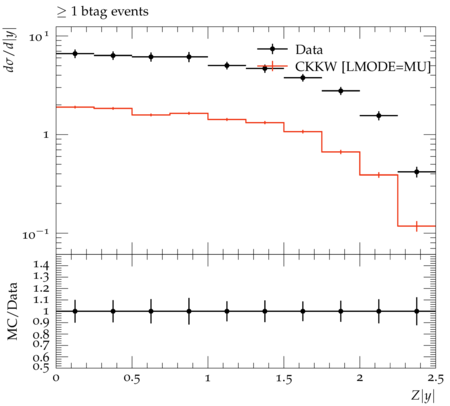 ≥ 1 btag events
dσ/d|y|
10¹
1
10⁻¹
Data
CKKW [LMODE=MU]
MC/Data
1.4
1.3
1.2
1.1
1
0.9
0.8
0.7
0.6
0.5
0 0.5 1 1.5 2 2.5
Z|y|